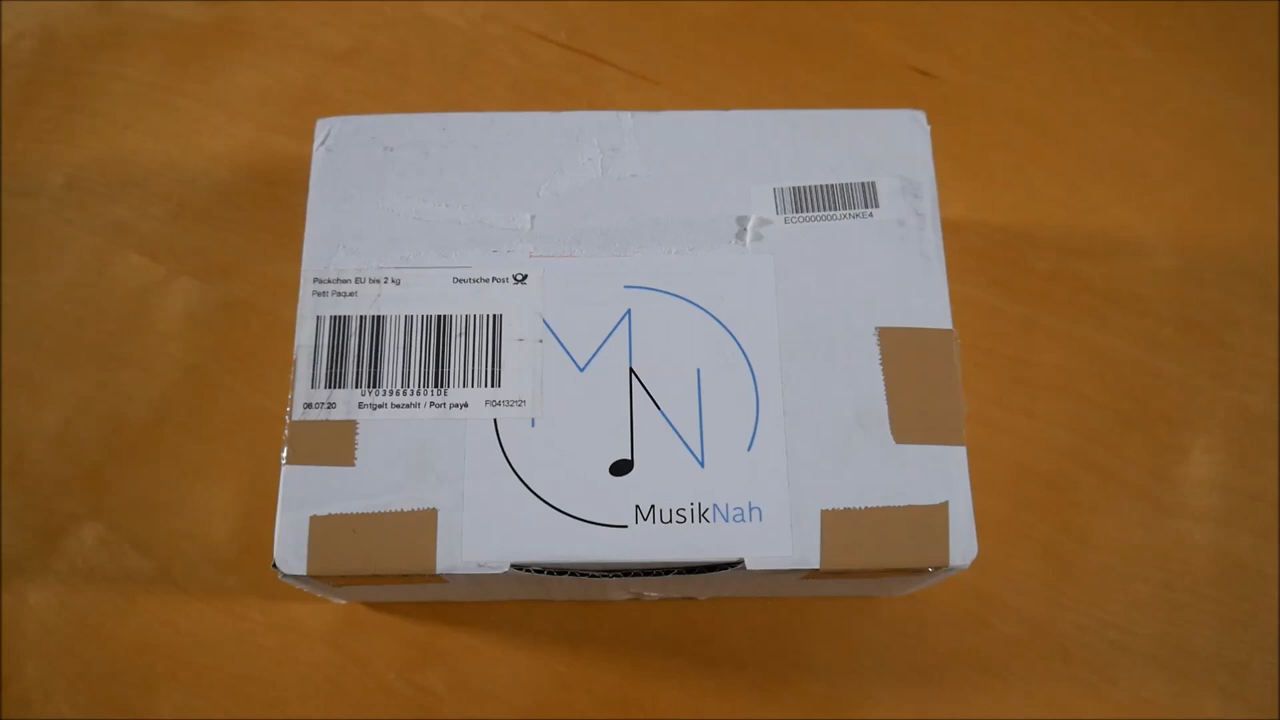 ECO000000JXNKE4
Päckchen EU bis 2 kg
Deutsche Post
Petit Paquet
UY039663601DE
08.07.20 Entgelt bezahlt / Port payé FI04132121
MN
MusikNah